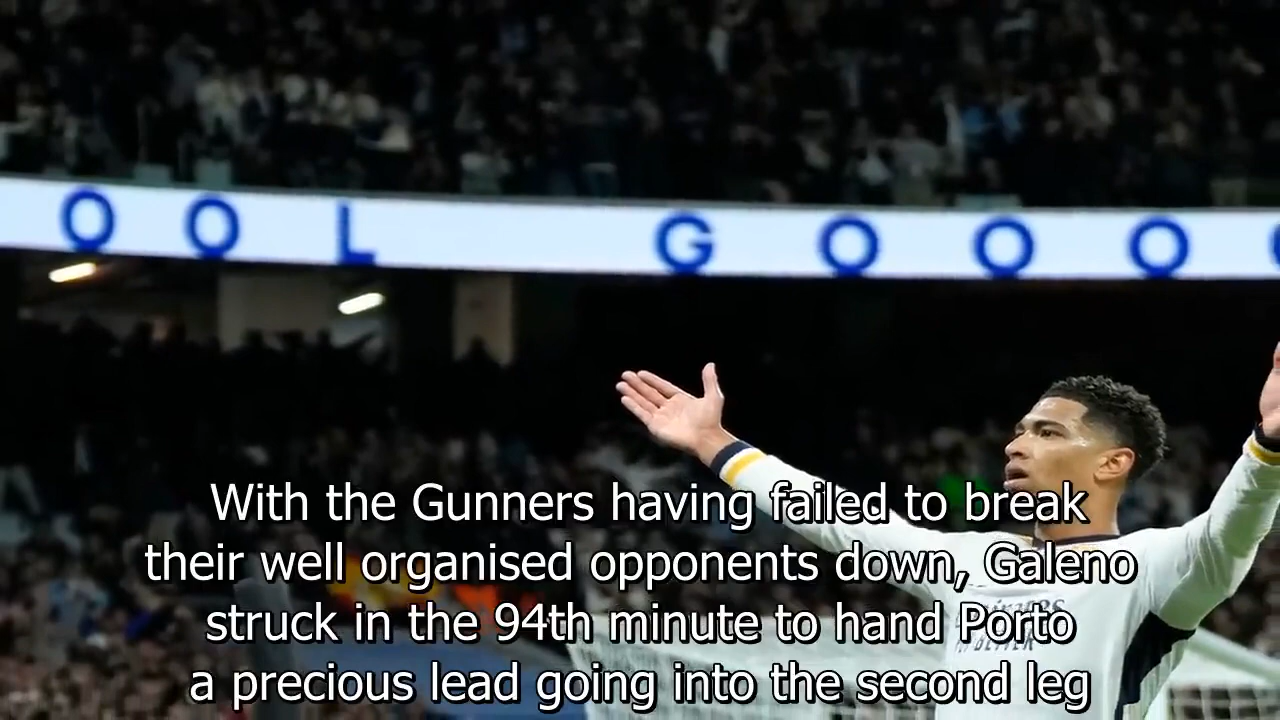 O O L G O O O
With the Gunners having failed to break
their well organised opponents down, Galeno
struck in the 94th minute to hand Porto
a precious lead going into the second leg